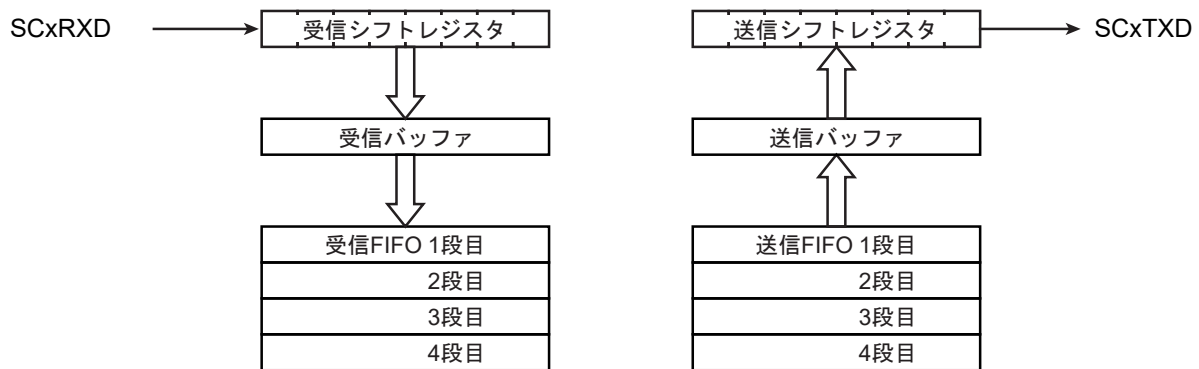 SCxRXD
受信シフトレジスタ
受信バッファ
受信FIFO 1段目
2段目
3段目
4段目
送信シフトレジスタ
SCxTXD
送信バッファ
送信FIFO 1段目
2段目
3段目
4段目